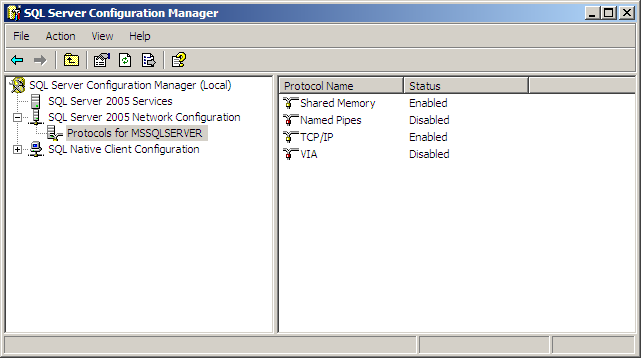 SQL Server Configuration Manager
File Action View Help
SQL Server Configuration Manager (Local)
SQL Server 2005 Services
SQL Server 2005 Network Configuration
Protocols for MSSQLSERVER
SQL Native Client Configuration
Protocol Name Status
Shared Memory Enabled
Named Pipes Disabled
TCP/IP Enabled
VIA Disabled